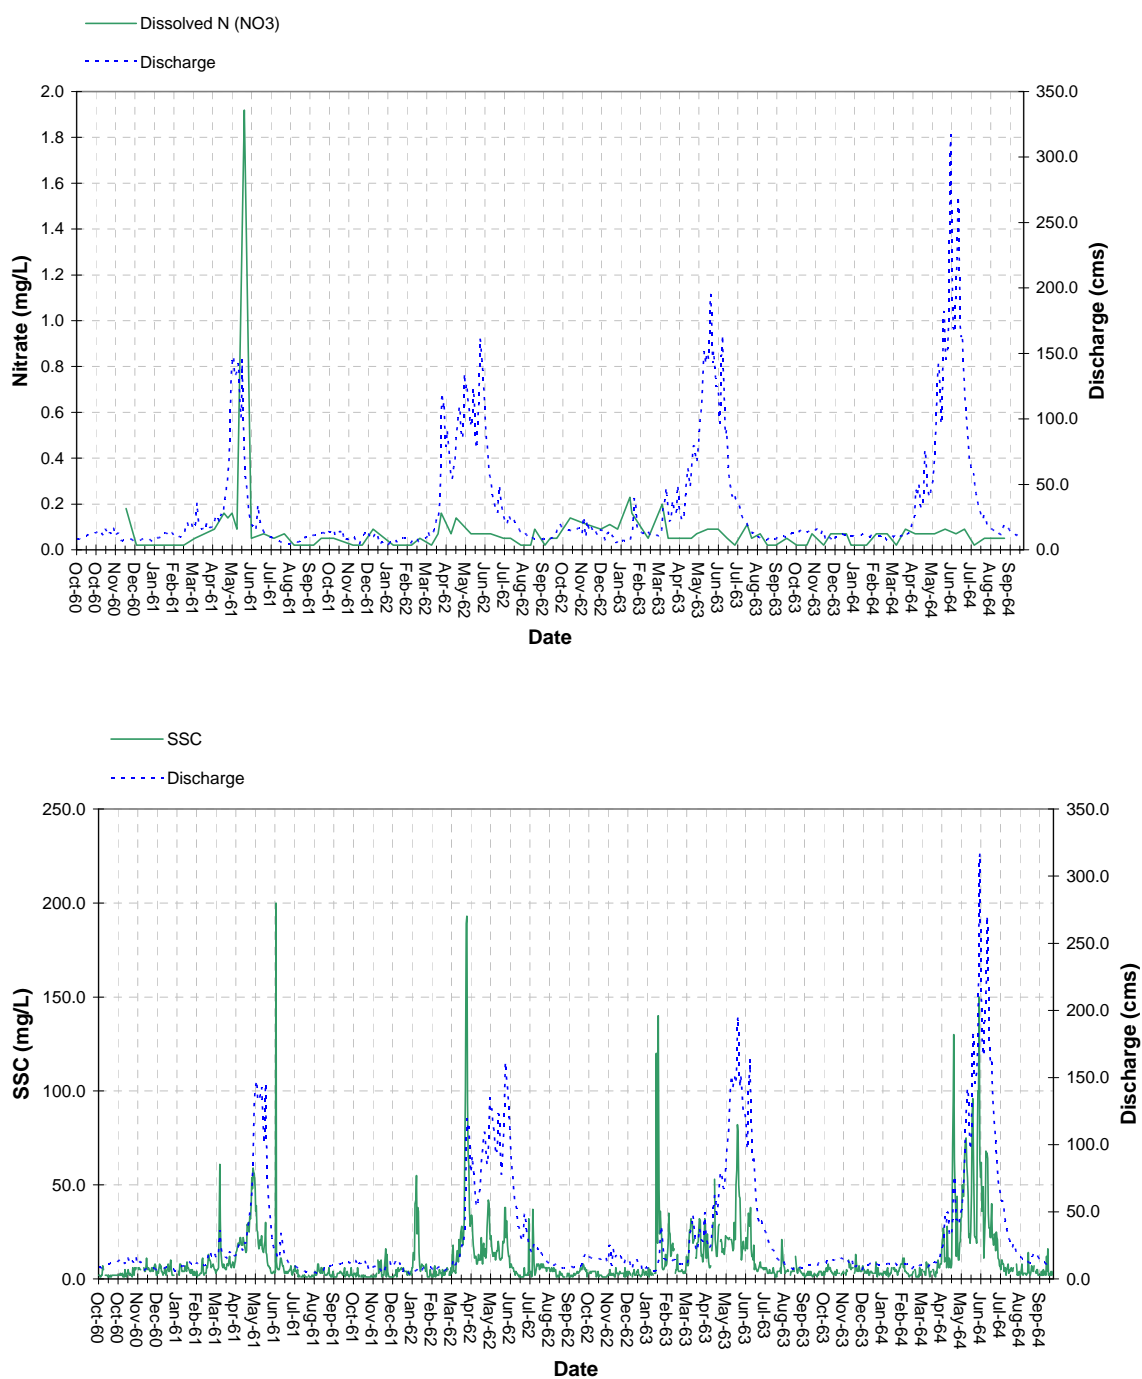 Dissolved N (NO3)
Discharge
2.0
1.8
1.6
1.4
1.2
1.0
0.8
0.6
0.4
0.2
0.0
Nitrate (mg/L)
350.0
300.0
250.0
200.0
150.0
100.0
50.0
0.0
Discharge (cms)
Oct-60
Oct-60
Nov-60
Dec-60
Jan-61
Feb-61
Mar-61
Apr-61
May-61
Jun-61
Jul-61
Aug-61
Sep-61
Oct-61
Nov-61
Dec-61
Jan-62
Feb-62
Mar-62
Apr-62
May-62
Jun-62
Jul-62
Aug-62
Sep-62
Oct-62
Dec-62
Jan-63
Feb-63
Mar-63
Apr-63
May-63
Jun-63
Jul-63
Aug-63
Sep-63
Oct-63
Nov-63
Dec-63
Jan-64
Feb-64
Mar-64
Apr-64
May-64
Jun-64
Jul-64
Aug-64
Sep-64
Date
SSC
Discharge
250.0
200.0
150.0
100.0
50.0
0.0
SSC (mg/L)
350.0
300.0
250.0
200.0
150.0
100.0
50.0
0.0
Discharge (cms)
Oct-60
Oct-60
Nov-60
Dec-60
Jan-61
Feb-61
Mar-61
Apr-61
May-61
Jun-61
Jul-61
Aug-61
Sep-61
Oct-61
Nov-61
Dec-61
Jan-62
Feb-62
Mar-62
Apr-62
May-62
Jun-62
Jul-62
Aug-62
Sep-62
Oct-62
Dec-62
Jan-63
Feb-63
Mar-63
Apr-63
May-63
Jun-63
Jul-63
Aug-63
Sep-63
Oct-63
Nov-63
Dec-63
Jan-64
Feb-64
Mar-64
Apr-64
May-64
Jun-64
Jul-64
Aug-64
Sep-64
Date